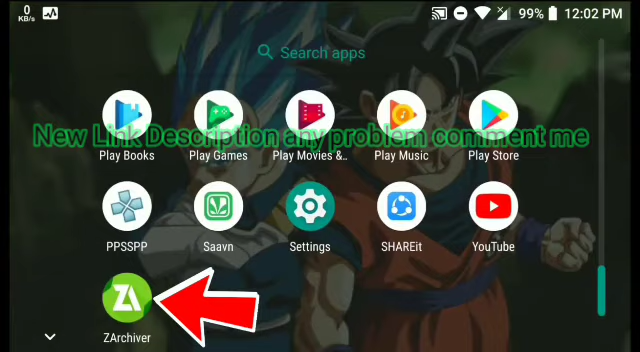 0
KB/s
99%
12:02 PM
Search apps
New Link Description any problem comment me
Play Books
Play Games
Play Movies &..
Play Music
Play Store
PPSSPP
Saavn
Settings
SHAREit
YouTube
ZA
ZArchiver